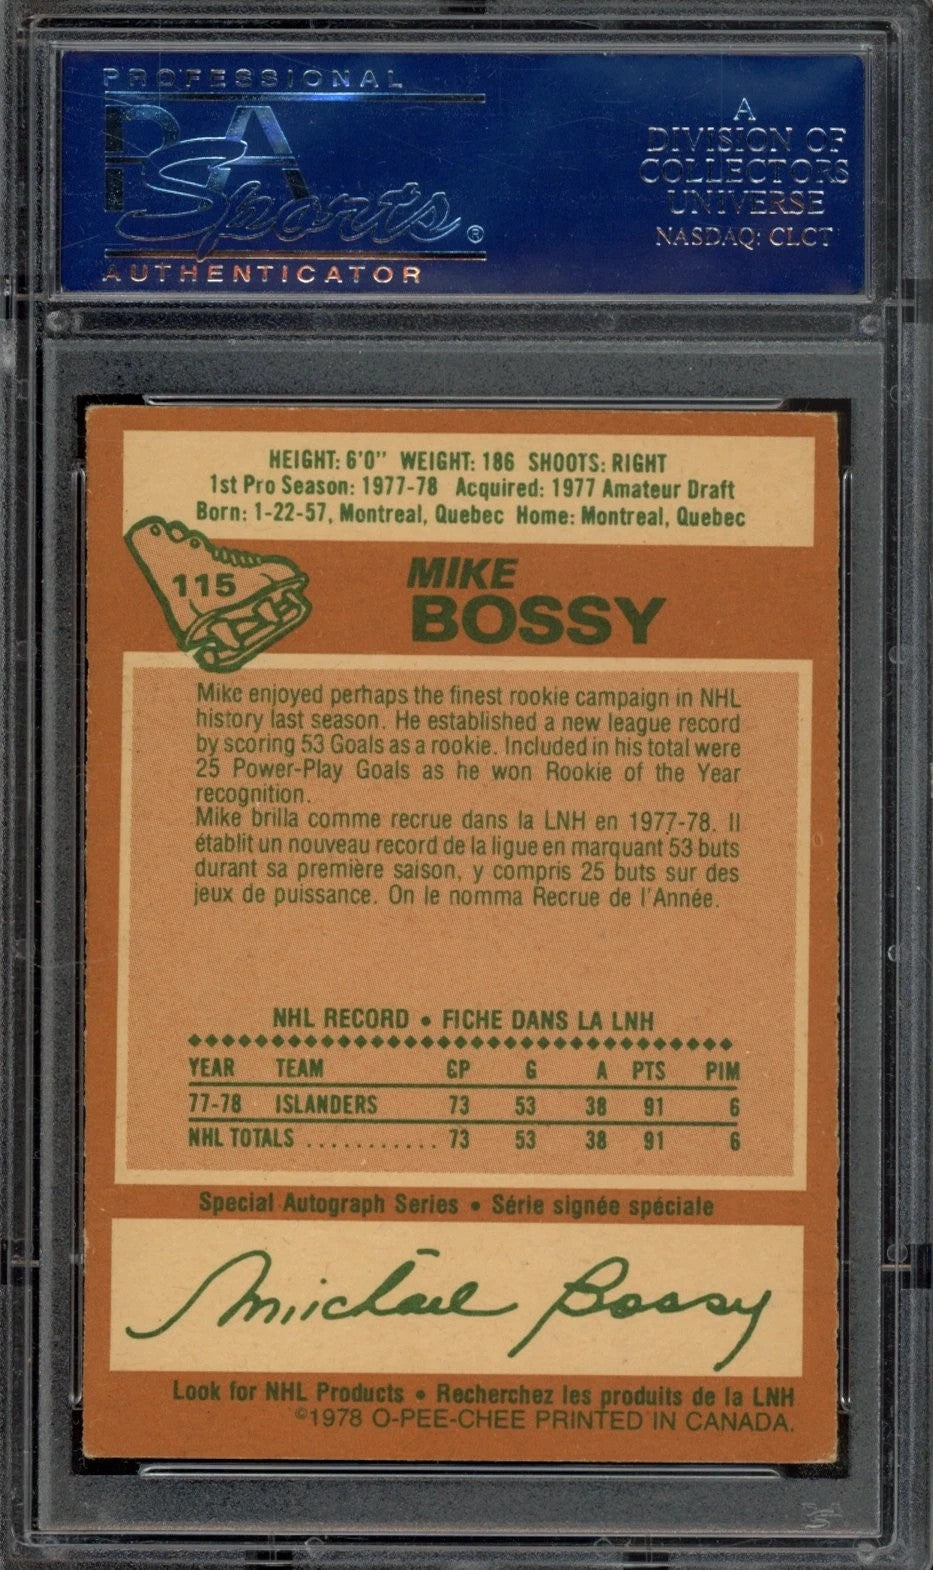 PROFESSIONAL
PSA
Sports®
AUTHENTICATOR
A
DIVISION OF
COLLECTORS
UNIVERSE
NASDAQ: CLCT
HEIGHT: 6'0" WEIGHT: 186 SHOOTS: RIGHT
1st Pro Season: 1977-78 Acquired: 1977 Amateur Draft
Born: 1-22-57, Montreal, Quebec Home: Montreal, Quebec
115
MIKE
BOSSY
Mike enjoyed perhaps the finest rookie campaign in NHL
history last season. He established a new league record
by scoring 53 Goals as a rookie. Included in his total were
25 Power-Play Goals as he won Rookie of the Year
recognition.
Mike brilla comme recrue dans la LNH en 1977-78. Il
établit un nouveau record de la ligue en marquant 53 buts
durant sa première saison, y compris 25 buts sur des
jeux de puissance. On le nomma Recrue de l'Année.
NHL RECORD • FICHE DANS LA LNH
YEAR TEAM GP G A PTS PIM
77-78 ISLANDERS 73 53 38 91 6
NHL TOTALS ........... 73 53 38 91 6
Special Autograph Series • Série signée spéciale
Michael Bossy
Look for NHL Products • Recherchez les produits de la LNH
©1978 O-PEE-CHEE PRINTED IN CANADA.